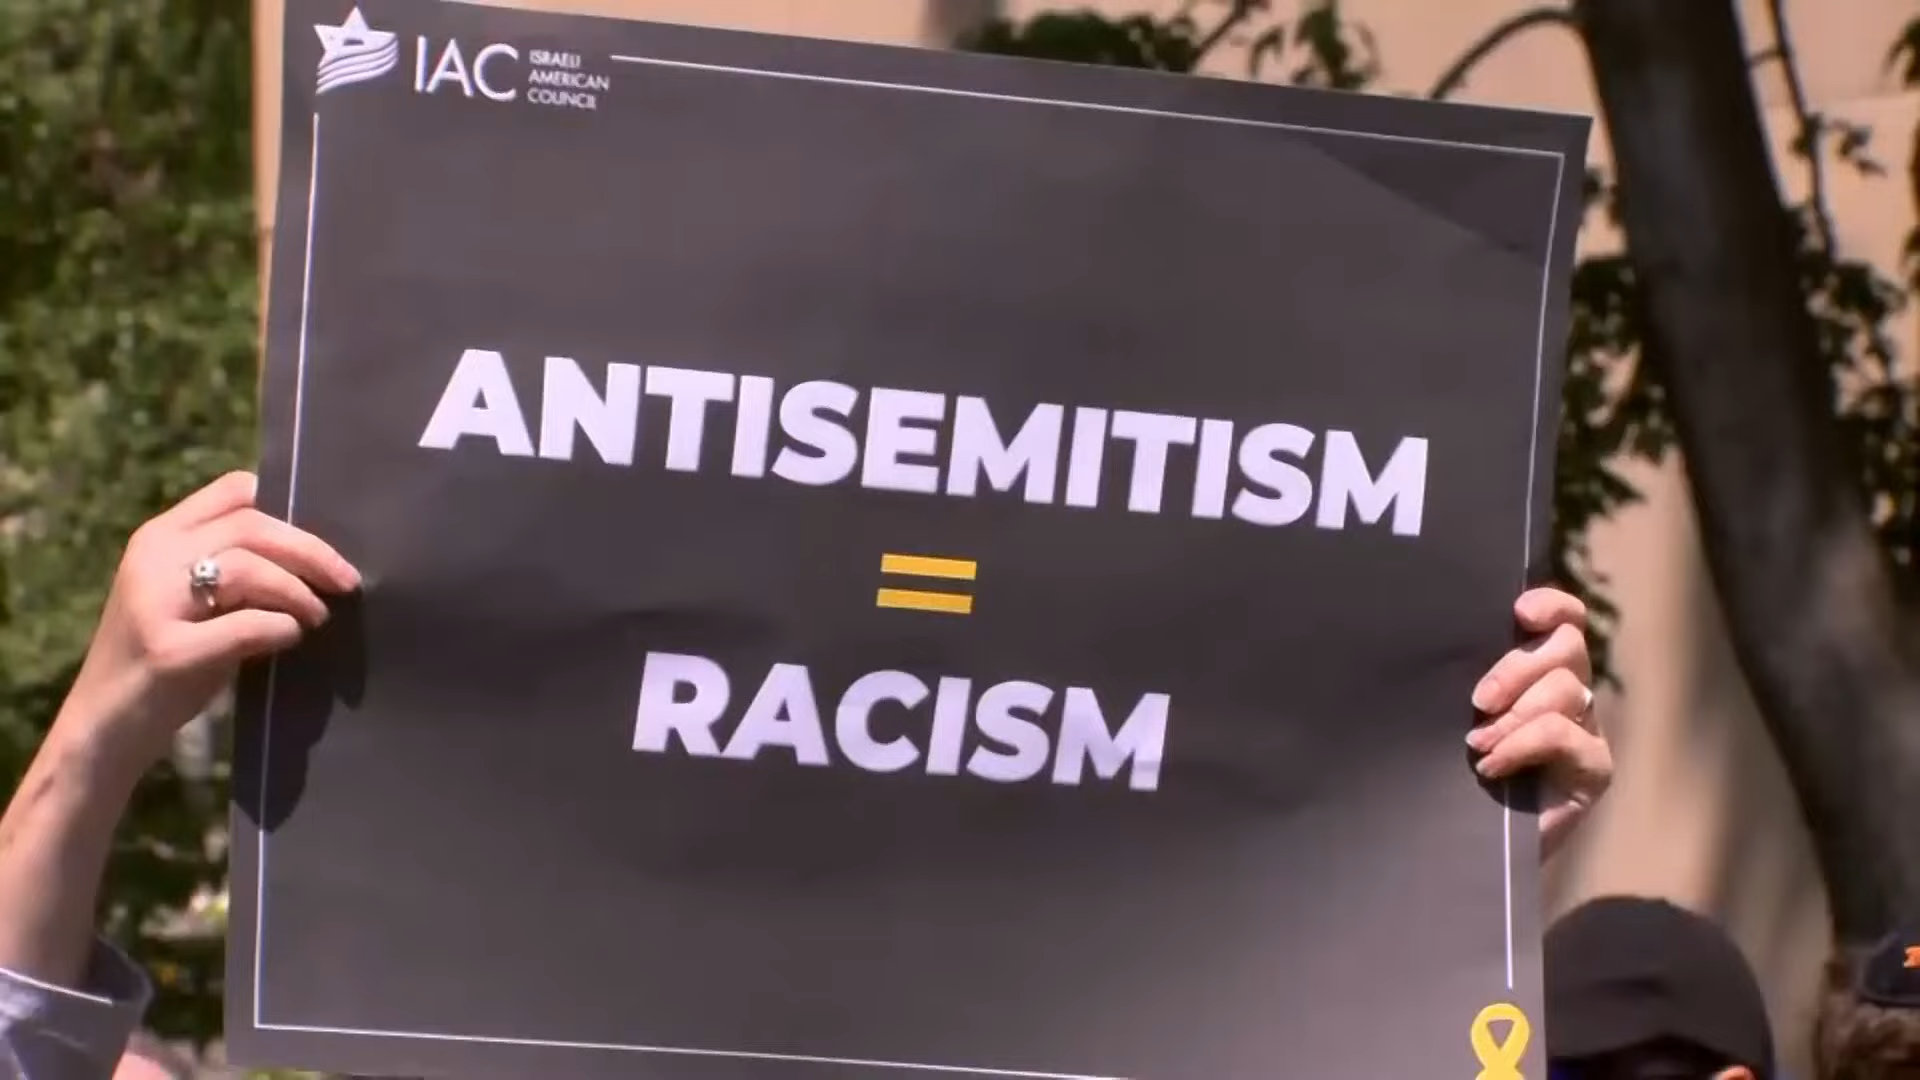 IAC
ISRAELI
AMERICAN
COUNCIL
ANTISEMITISM
=
RACISM